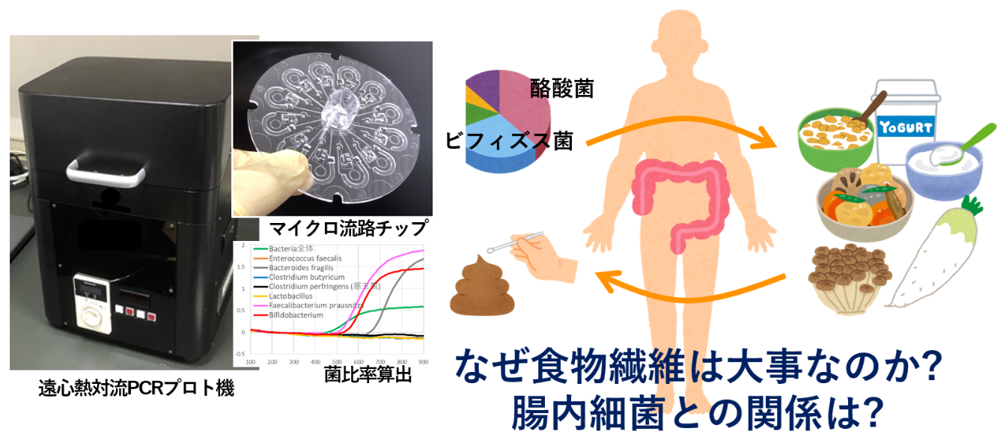 酪酸菌
ビフィズス菌
YOGURT
マイクロ流路チップ
2
1.5
1
0.5
0
-0.5
Bacteria全体
Enterococcus faecalis
Bacteroides fragilis
Clostridium butyricum
Clostridium perfringens (悪玉菌)
Lactobacillus
Faecalibacterium prausnitzii
Bifidobacterium
100 200 300 400 500 600 700 800 900
菌比率算出
遠心熱対流PCRプロト機
なぜ食物繊維は大事なのか?
腸内細菌との関係は?